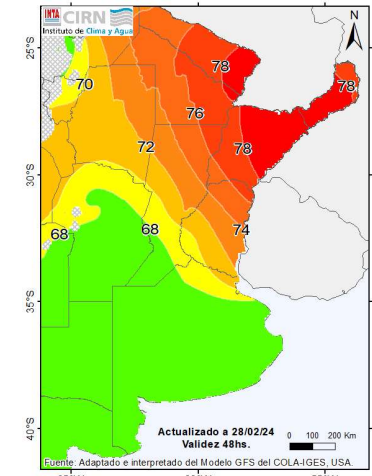 INTA CIRN
Instituto de Clima y Agua
N
25°S
78
78
70
76
72
78
30°S
68
68
74
35°S
40°S
Actualizado a 28/02/24
Validez 48hs.
0 100 200 Km
Fuente: Adaptado e interpretado del Modelo GFS del COLA-IGES, USA.